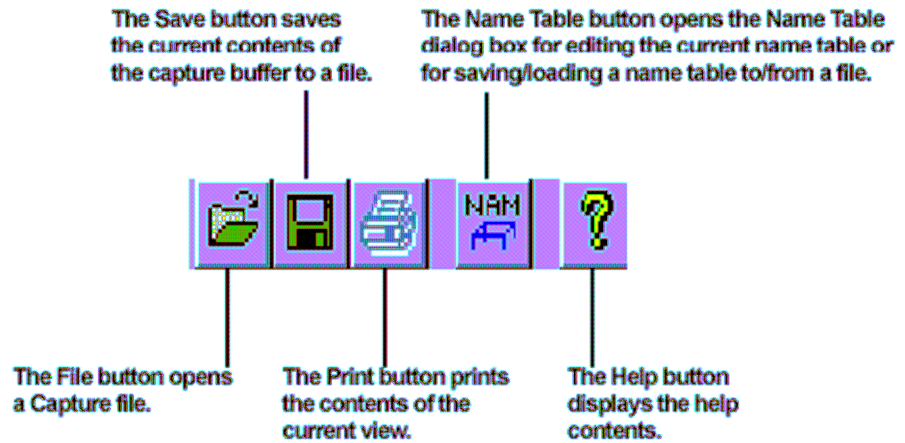 The Save button saves
the current contents of
the capture buffer to a file.
The Name Table button opens the Name Table
dialog box for editing the current name table or
for saving/loading a name table to/from a file.
NAM
The File button opens
a Capture file.
The Print button prints
the contents of the
current view.
The Help button
displays the help
contents.